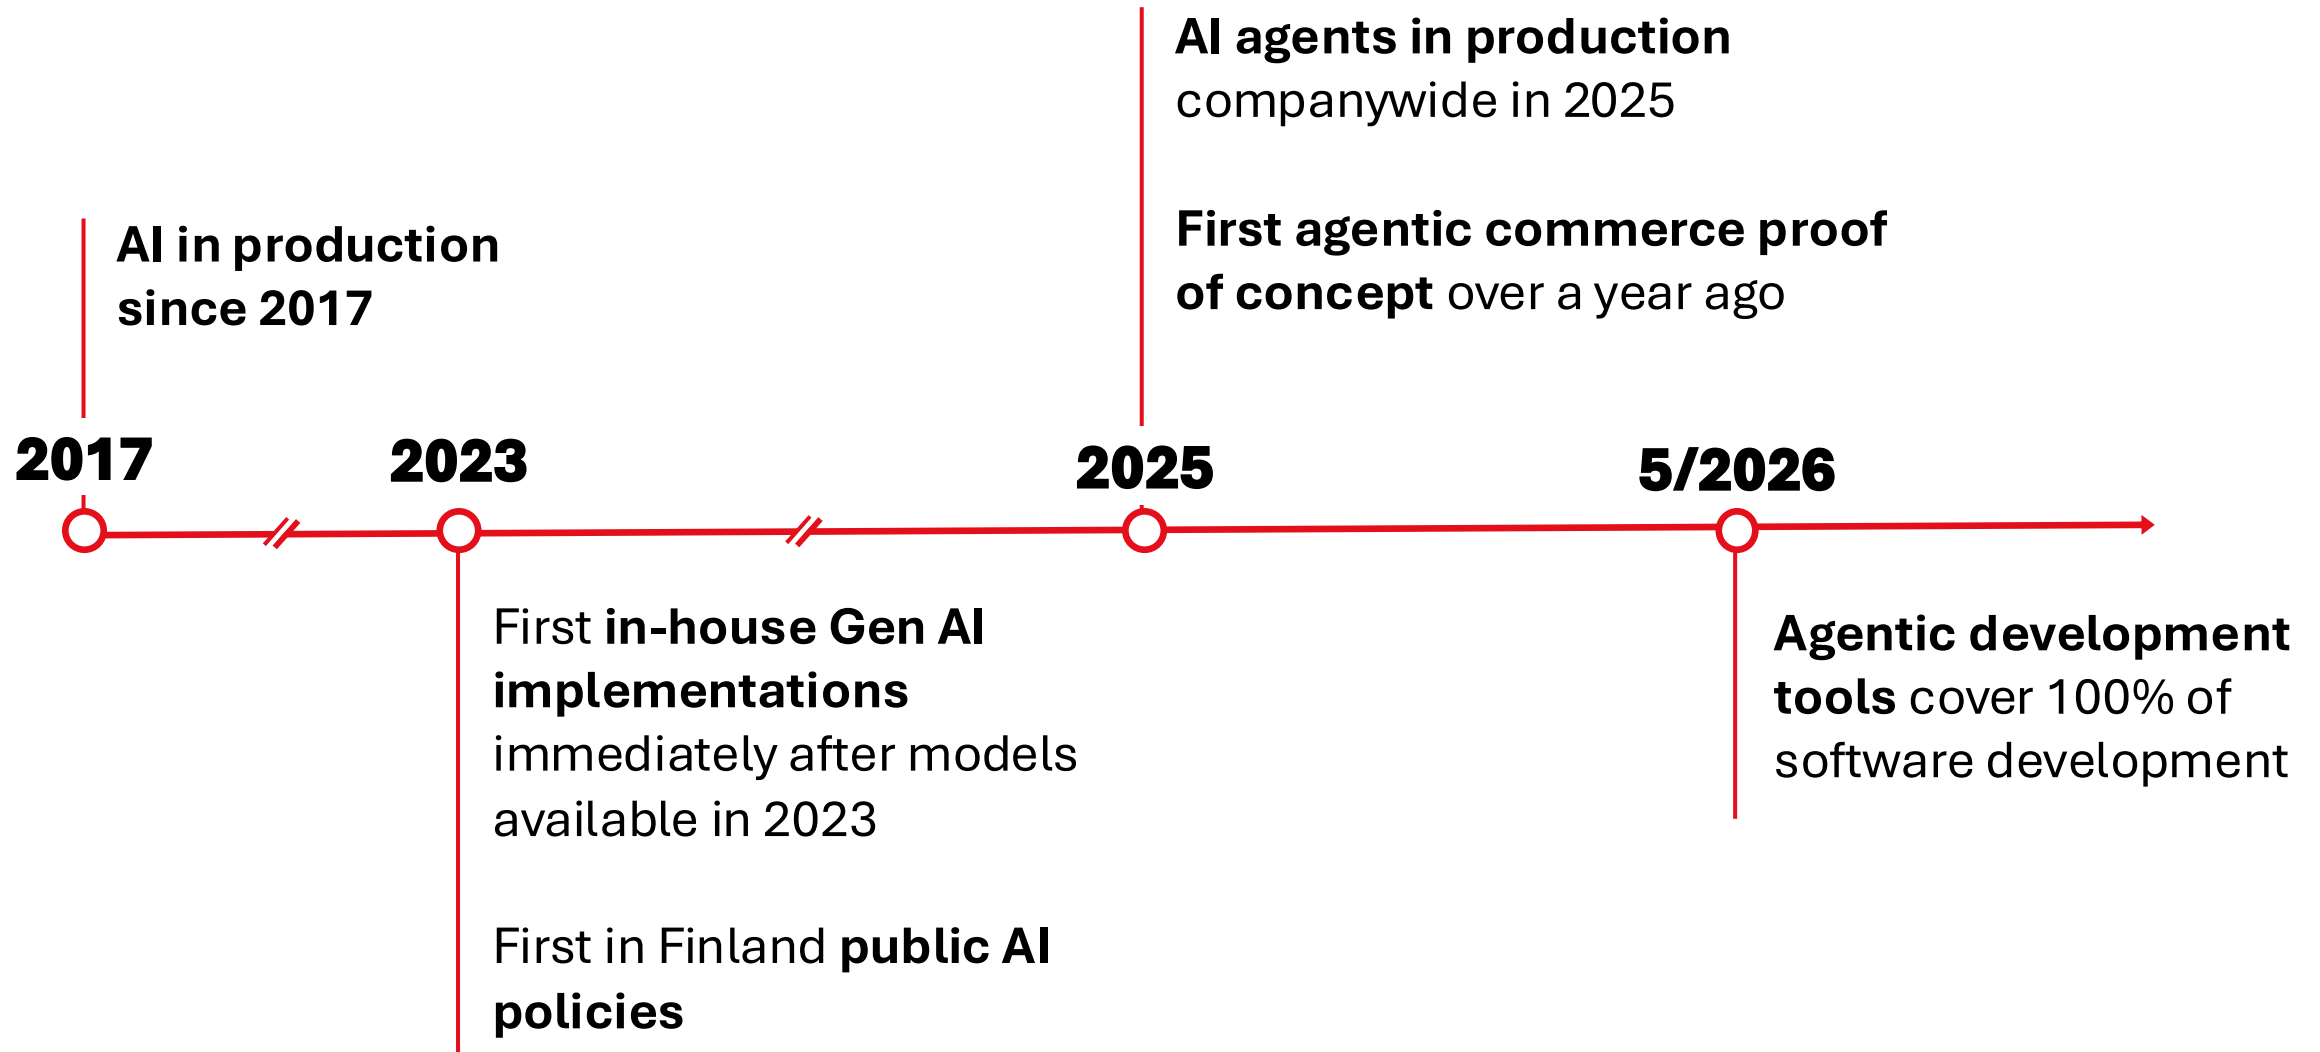 AI agents in production
companywide in 2025
First agentic commerce proof
of concept over a year ago
AI in production
since 2017
2017
2023
2025
5/2026
First in-house Gen AI
implementations
immediately after models
available in 2023
First in Finland public AI
policies
Agentic development
tools cover 100% of
software development